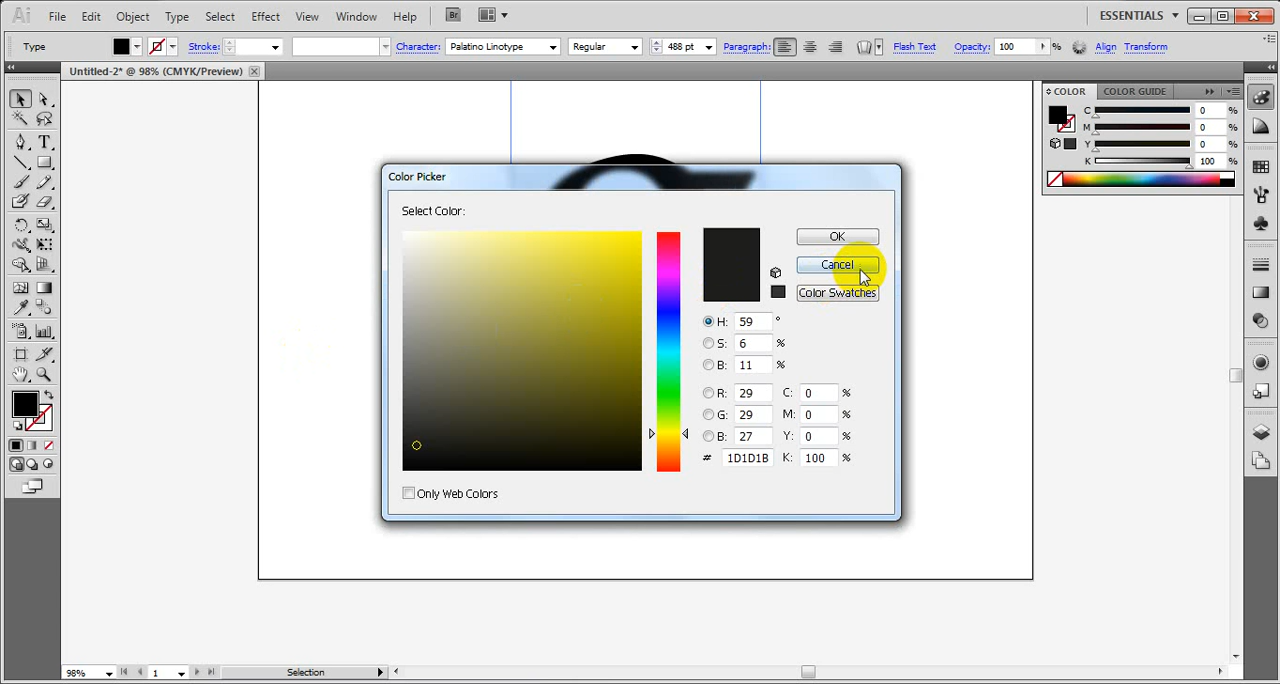 Ai File Edit Object Type Select Effect View Window Help Br ESSENTIALS
Type Stroke: Character: Palatino Linotype Regular 488 pt Paragraph: Flash Text Opacity: 100 % Align Transform
Untitled-2* @ 98% (CMYK/Preview)
COLOR COLOR GUIDE
C 0 %
M 0 %
Y 0 %
K 100 %
Color Picker
Select Color:
OK
Cancel
Color Swatches
H: 59 °
S: 6 %
B: 11 %
R: 29 C: 0 %
G: 29 M: 0 %
B: 27 Y: 0 %
# 1D1D1B K: 100 %
Only Web Colors
98% 1 Selection